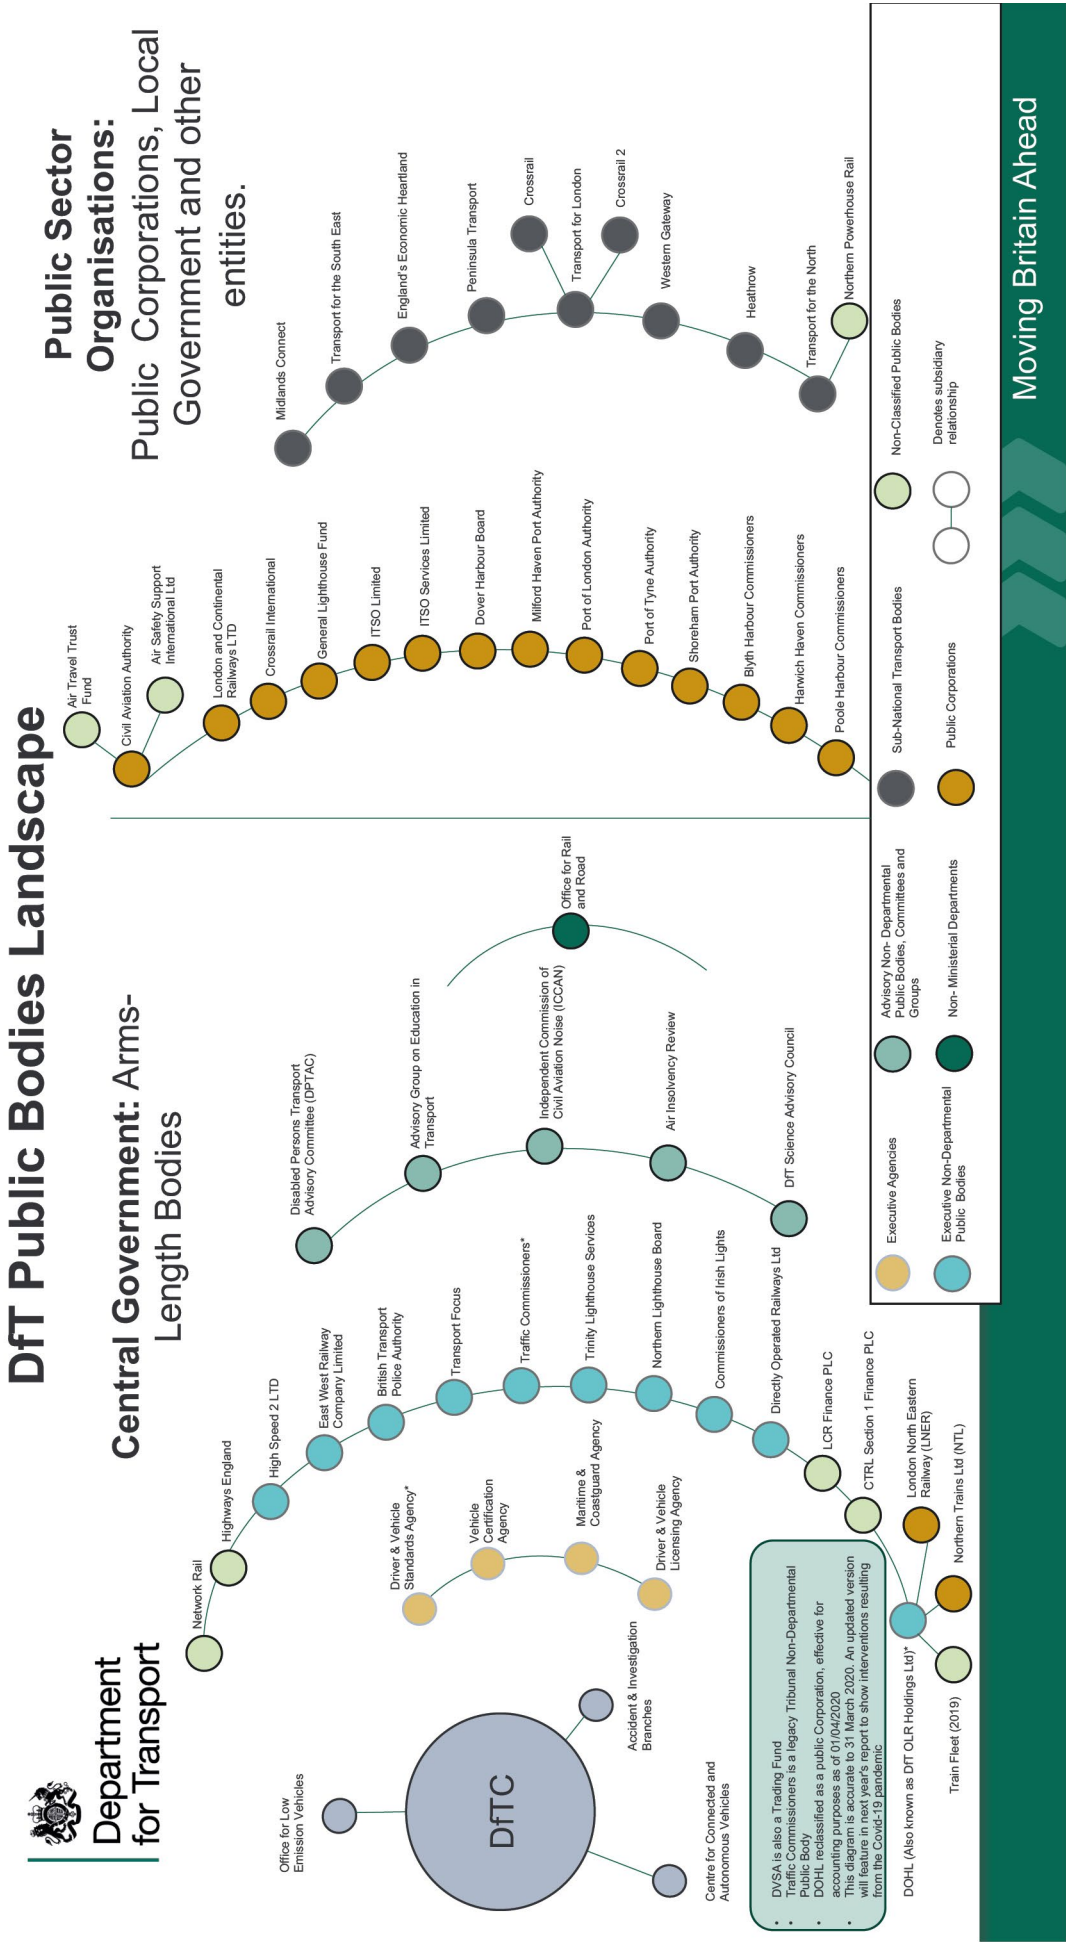 DfT Public Bodies Landscape
Department
for Transport
Central Government: Arms-
Length Bodies
Public Sector
Organisations:
Public Corporations, Local
Government and other
entities.
DfTC
Office for Low
Emission Vehicles
Accident & Investigation
Branches
Centre for Connected and
Autonomous Vehicles
Driver & Vehicle
Standards Agency*
Vehicle
Certification
Agency
Maritime &
Coastguard Agency
Driver & Vehicle
Licensing Agency
Network Rail
Highways England
High Speed 2 LTD
East West Railway
Company Limited
British Transport
Police Authority
Transport Focus
Traffic Commissioners*
Trinity Lighthouse Services
Northern Lighthouse Board
Commissioners of Irish Lights
Directly Operated Railways Ltd
LCR Finance PLC
CTRL Section 1 Finance PLC
London North Eastern
Railway (LNER)
Northern Trains Ltd (NTL)
DOHL (Also known as DfT OLR Holdings Ltd)*
Train Fleet (2019)
Disabled Persons Transport
Advisory Committee (DPTAC)
Advisory Group on Education in
Transport
Independent Commission of
Civil Aviation Noise (ICCAN)
Air Insolvency Review
DfT Science Advisory Council
Office for Rail
and Road
Air Travel Trust
Fund
Civil Aviation Authority
Air Safety Support
International Ltd
London and Continental
Railways LTD
Crossrail International
General Lighthouse Fund
ITSO Limited
ITSO Services Limited
Dover Harbour Board
Milford Haven Port Authority
Port of London Authority
Port of Tyne Authority
Shoreham Port Authority
Blyth Harbour Commissioners
Harwich Haven Commissioners
Poole Harbour Commissioners
Midlands Connect
Transport for the South East
England's Economic Heartland
Peninsula Transport
Crossrail
Transport for London
Crossrail 2
Western Gateway
Heathrow
Transport for the North
Northern Powerhouse Rail
• DVSA is also a Trading Fund
• Traffic Commissioners is a legacy Tribunal Non-Departmental
Public Body
• DOHL reclassified as a public Corporation, effective for
accounting purposes as of 01/04/2020
• This diagram is accurate to 31 March 2020. An updated version
will feature in next year's report to show interventions resulting
from the Covid-19 pandemic
Executive Agencies
Executive Non-Departmental
Public Bodies
Advisory Non- Departmental
Public Bodies, Committees and
Groups
Non- Ministerial Departments
Sub-National Transport Bodies
Public Corporations
Non-Classified Public Bodies
Denotes subsidiary
relationship
Moving Britain Ahead